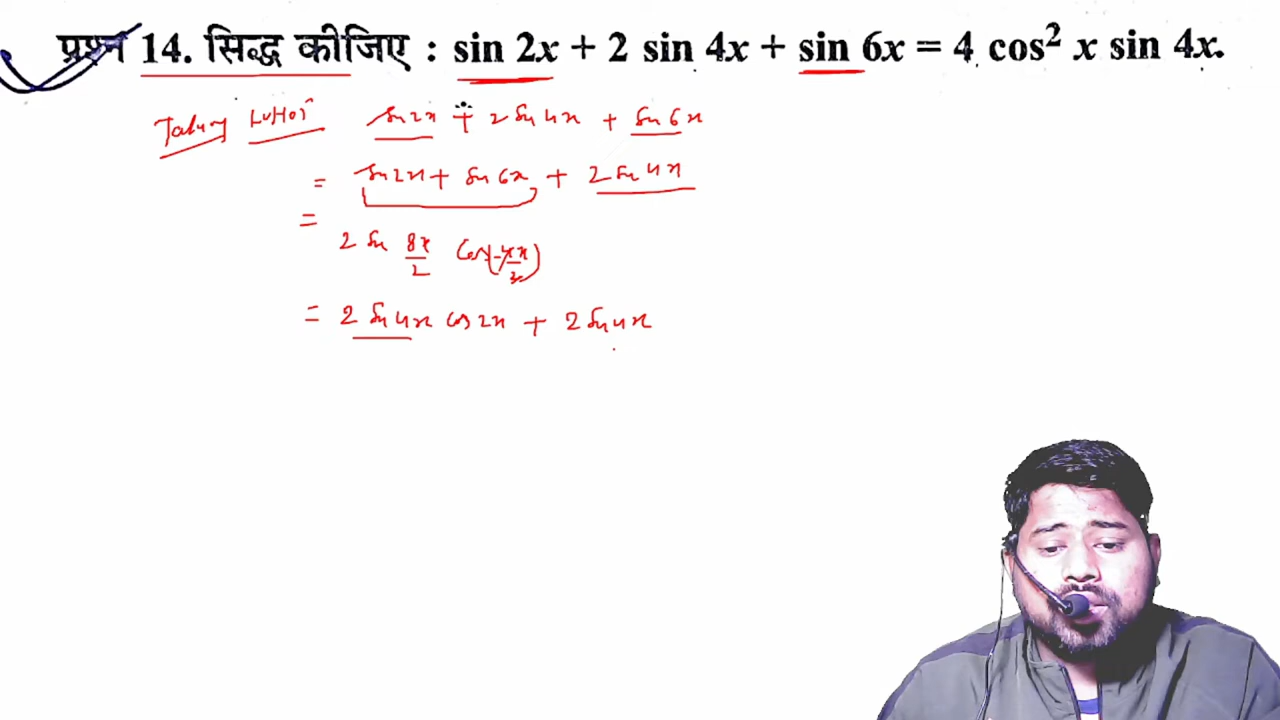 प्रश्न 14. सिद्ध कीजिए : sin 2x + 2 sin 4x + sin 6x = 4 cos² x sin 4x.
Taking L.H.S sin 2x + 2 sin 4x + sin 6x
= sin 2x + sin 6x + 2 sin 4x
=
2 sin 8x/2 cos(-4x/2)
= 2 sin 4x cos 2x + 2 sin 4x